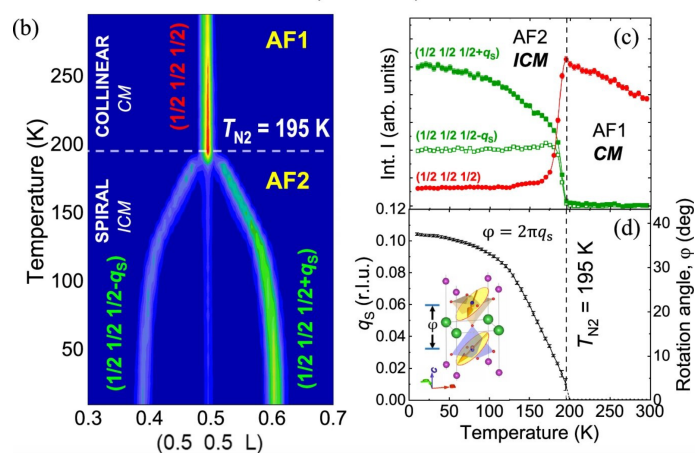 (b)
AF1
COLLINEAR
CM
(1/2 1/2 1/2)
T_N2 = 195 K
AF2
SPIRAL
ICM
(1/2 1/2 1/2-q_S)
(1/2 1/2 1/2+q_S)
Temperature (K)
250
200
150
100
50
0.3 0.4 0.5 0.6 0.7
(0.5 0.5 L)
(c)
AF2
ICM
(1/2 1/2 1/2+q_S)
(1/2 1/2 1/2-q_S)
(1/2 1/2 1/2)
AF1
CM
Int. I (arb. units)
(d)
φ = 2πq_s
T_N2 = 195 K
φ
q_s (r.l.u.)
0.12
0.10
0.08
0.06
0.04
0.02
0.00
Rotation angle, φ (deg)
40
30
20
10
0
0 50 100 150 200 250 300
Temperature (K)